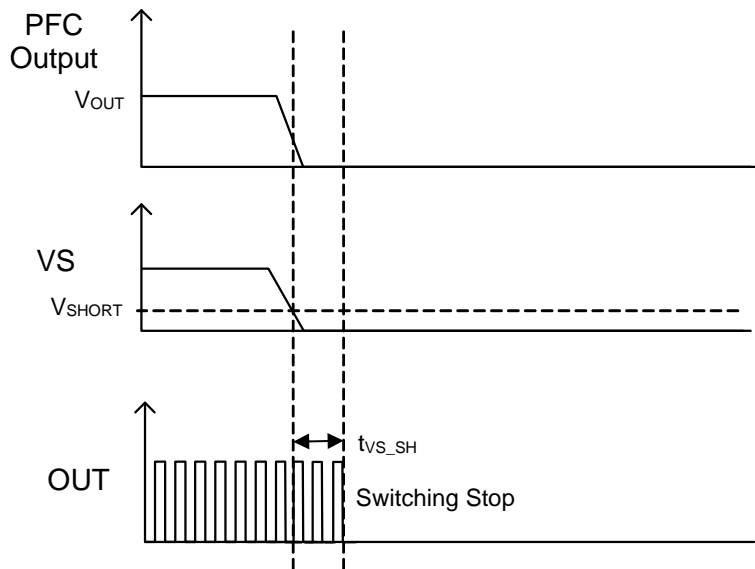 PFC
Output
VOUT
VS
VSHORT
tVS_SH
OUT
Switching Stop